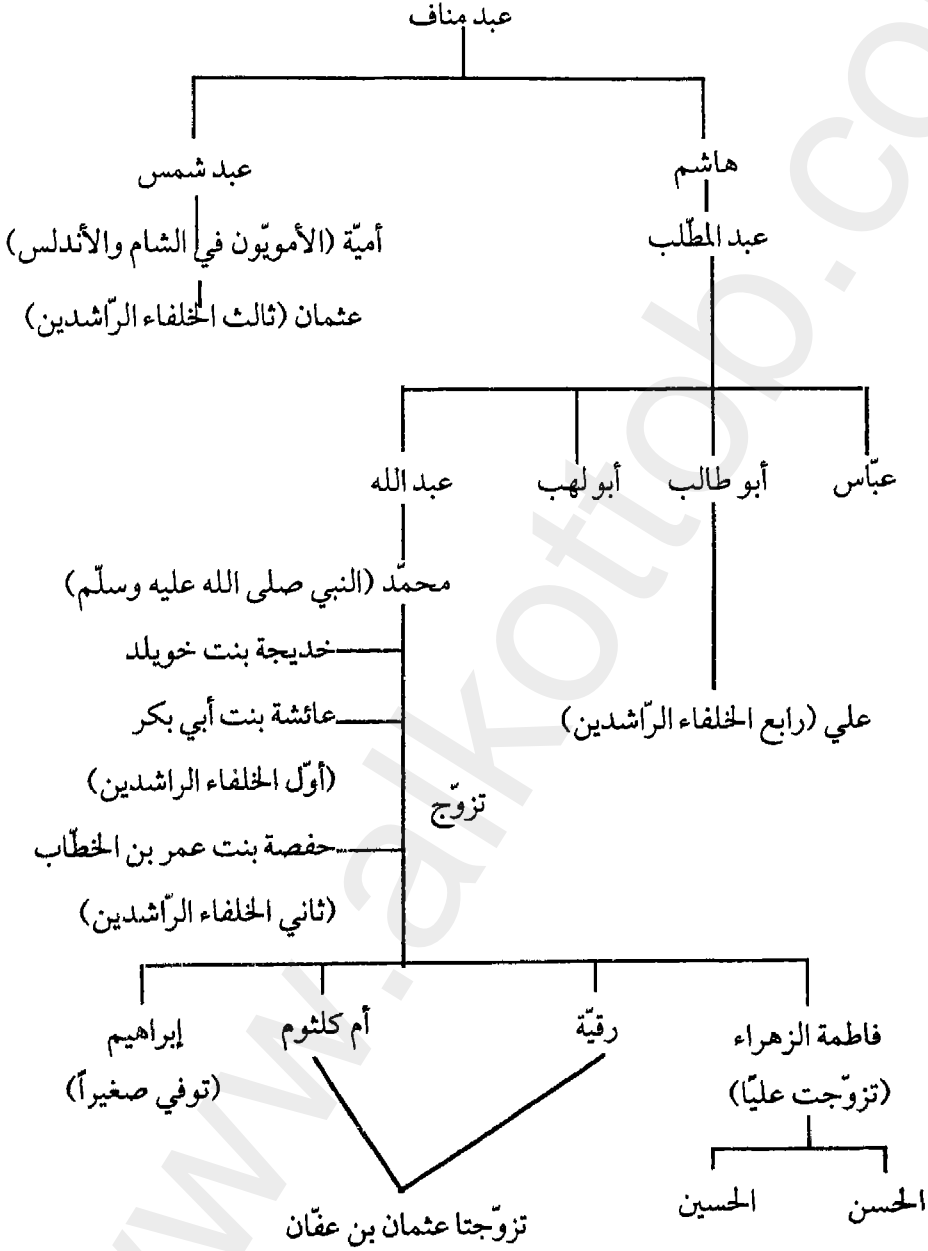 عبد مناف
هاشم
عبد شمس
عبد المطّلب
أميّة (الأمويّون في الشام والأندلس)
عثمان (ثالث الخلفاء الرّاشدين)
عبّاس
أبو طالب
أبو لهب
عبد الله
محمّد (النبي صلى الله عليه وسلّم)
خديجة بنت خويلد
علي (رابع الخلفاء الرّاشدين)
عائشة بنت أبي بكر
(أوّل الخلفاء الراشدين)
تزوّج
حفصة بنت عمر بن الخطّاب
(ثاني الخلفاء الرّاشدين)
فاطمة الزهراء
رقيّة
أم كلثوم
إبراهيم
(تزوّجت عليًّا)
(توفي صغيراً)
الحسن
الحسين
تزوّجتا عثمان بن عفّان
www.alkottob.co